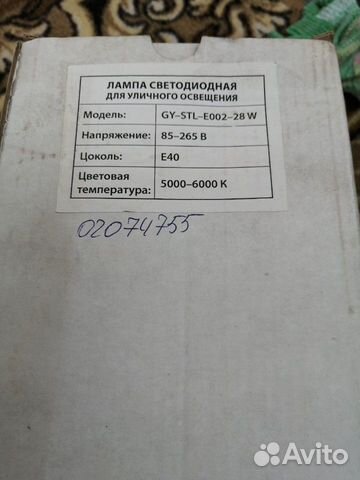 ЛАМПА СВЕТОДИОДНАЯ
ДЛЯ УЛИЧНОГО ОСВЕЩЕНИЯ
Модель: GY–STL–E002–28 W
Напряжение: 85–265 В
Цоколь: E40
Цветовая температура: 5000–6000 К
02074755
Avito